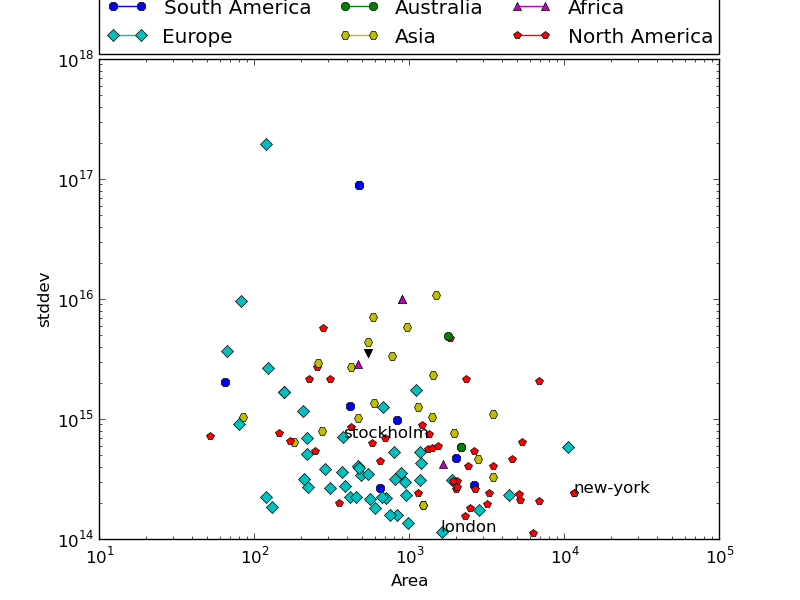 South America Australia Africa
Europe Asia North America
10^18
10^17
10^16
stddev
10^15
stockholm
new-york
london
10^14
10^1 10^2 10^3 10^4 10^5
Area